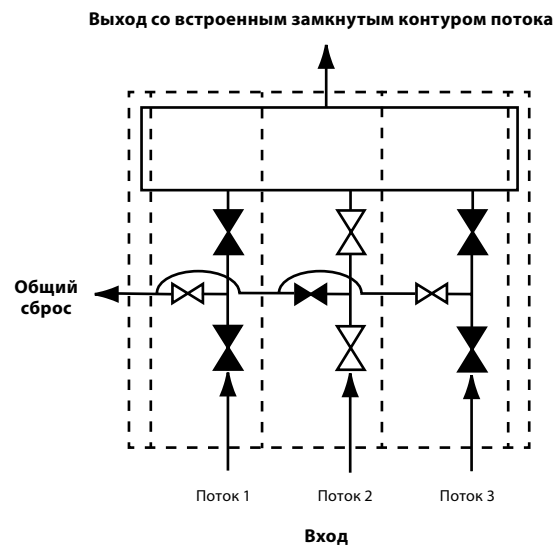 Выход со встроенным замкнутым контуром потока
Общий
сброс
Поток 1 Поток 2 Поток 3
Вход